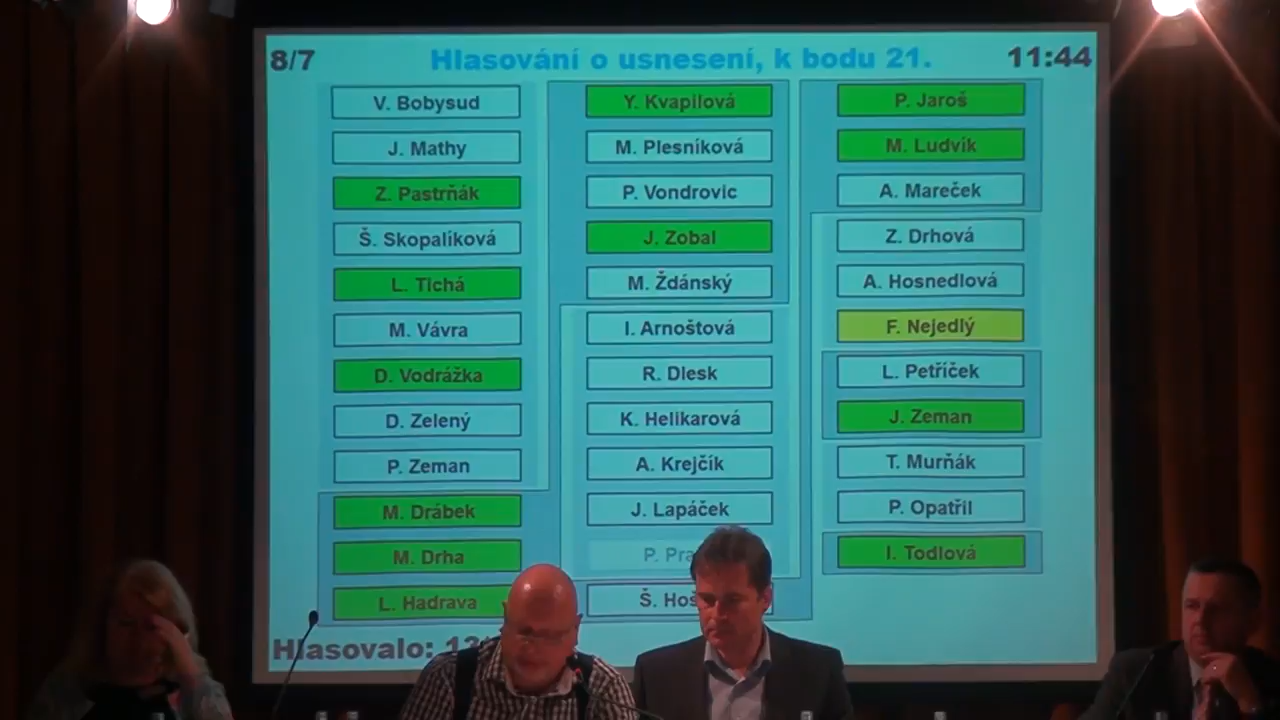 8/7 Hlasování o usnesení, k bodu 21. 11:44
V. Bobysud
J. Mathy
Z. Pastrňák
Š. Skopalíková
L. Tichá
M. Vávra
D. Vodrážka
D. Zelený
P. Zeman
M. Drábek
M. Drha
L. Hadrava
Y. Kvapilová
M. Plesníková
P. Vondrovic
J. Zobal
M. Ždánský
I. Arnoštová
R. Dlesk
K. Helikarová
A. Krejčík
J. Lapáček
P.
Š.
P. Jaroš
M. Ludvík
A. Mareček
Z. Drhová
A. Hosnedlová
F. Nejedlý
L. Petříček
J. Zeman
T. Murňák
P. Opatřil
I. Todlová
Hlasovalo: